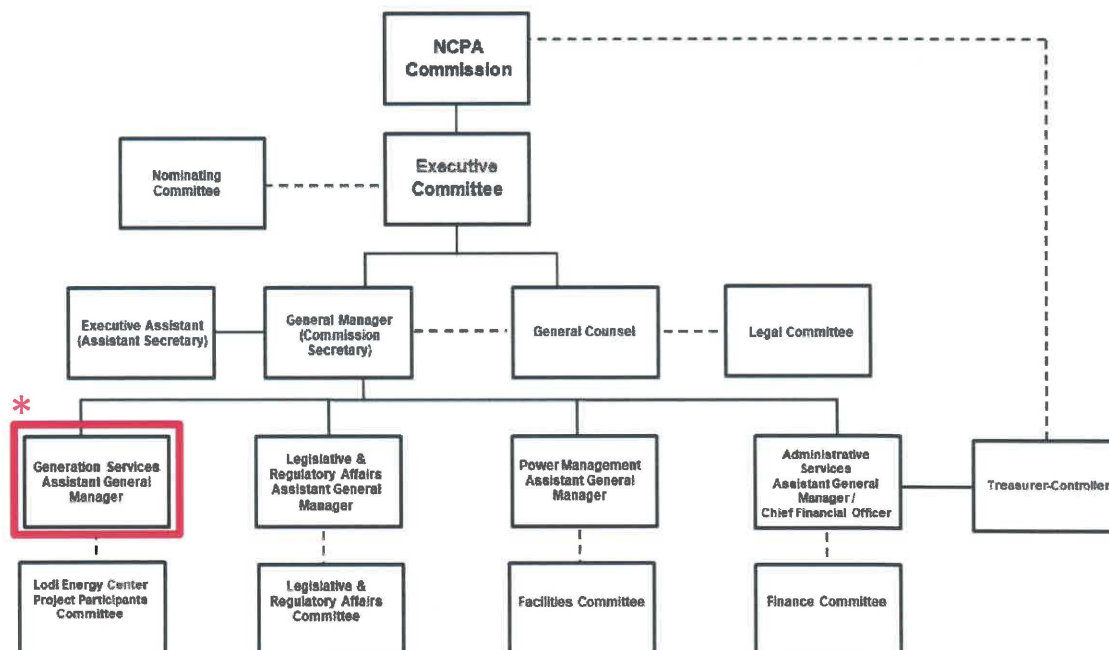 NCPA
Commission
Executive
Committee
Nominating
Committee
Executive Assistant
(Assistant Secretary)
General Manager
(Commission
Secretary)
General Counsel
Legal Committee
*
Generation Services
Assistant General
Manager
Legislative &
Regulatory Affairs
Assistant General
Manager
Power Management
Assistant General
Manager
Administrative
Services
Assistant General
Manager /
Chief Financial Officer
Treasurer-Controller
Lodi Energy Center
Project Participants
Committee
Legislative &
Regulatory Affairs
Committee
Facilities Committee
Finance Committee